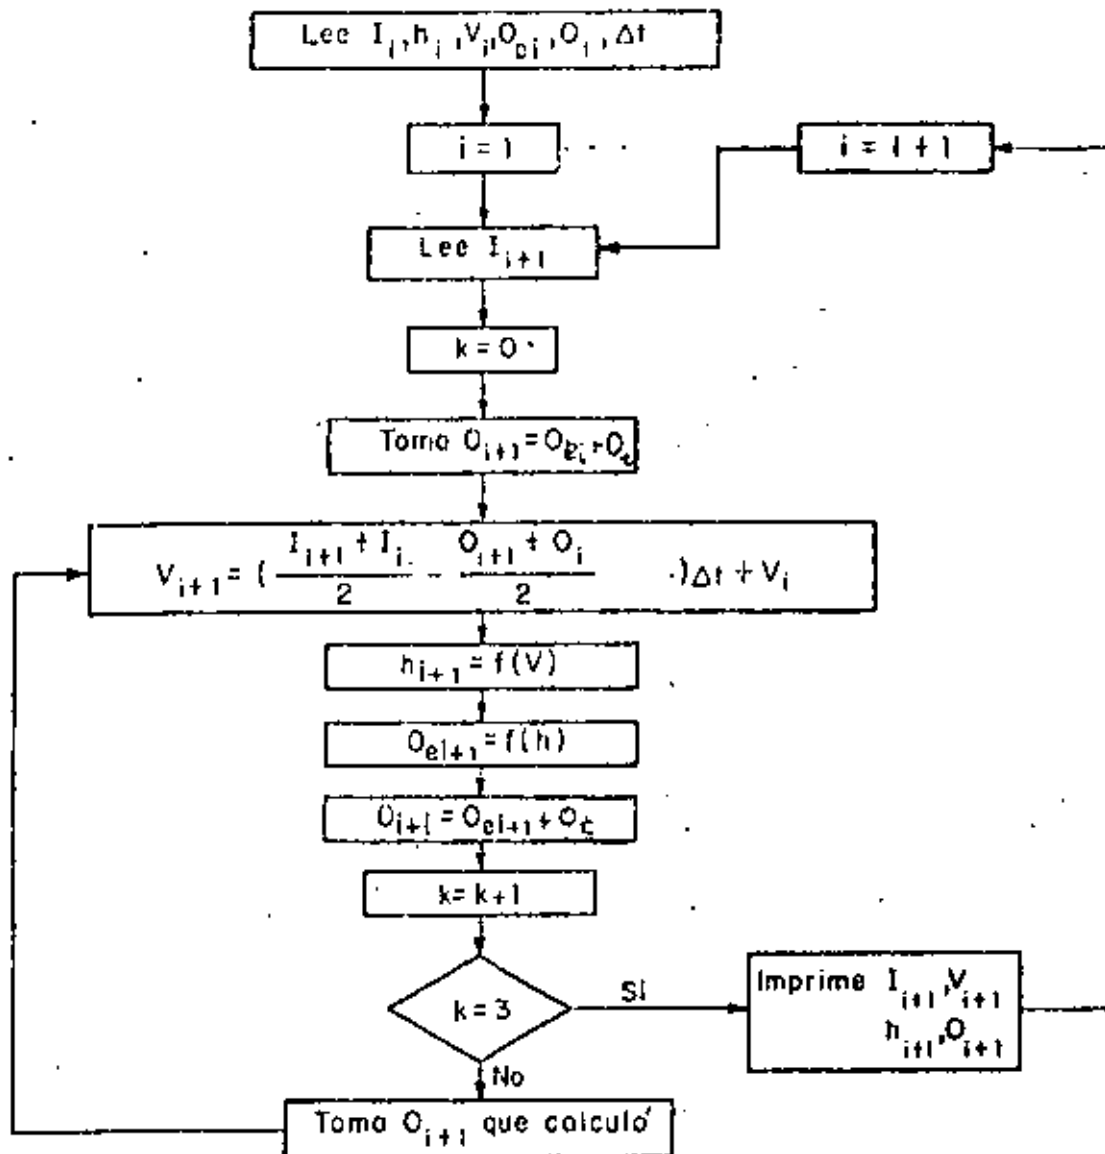 Lee I_i, h_i, V_i, O_ei, O_t, Δt
i = 1
i = i + 1
Lee I_i+1
k = 0
Toma O_i+1 = O_ei + O_t
V_i+1 = ( (I_i+1 + I_i)/2 - (O_i+1 + O_i)/2 ) Δt + V_i
h_i+1 = f(V)
O_ei+1 = f(h)
O_i+1 = O_ei+1 + O_t
k = k+1
k = 3
Sí
Imprime I_i+1, V_i+1
h_i+1, O_i+1
No
Toma O_i+1 que calculó